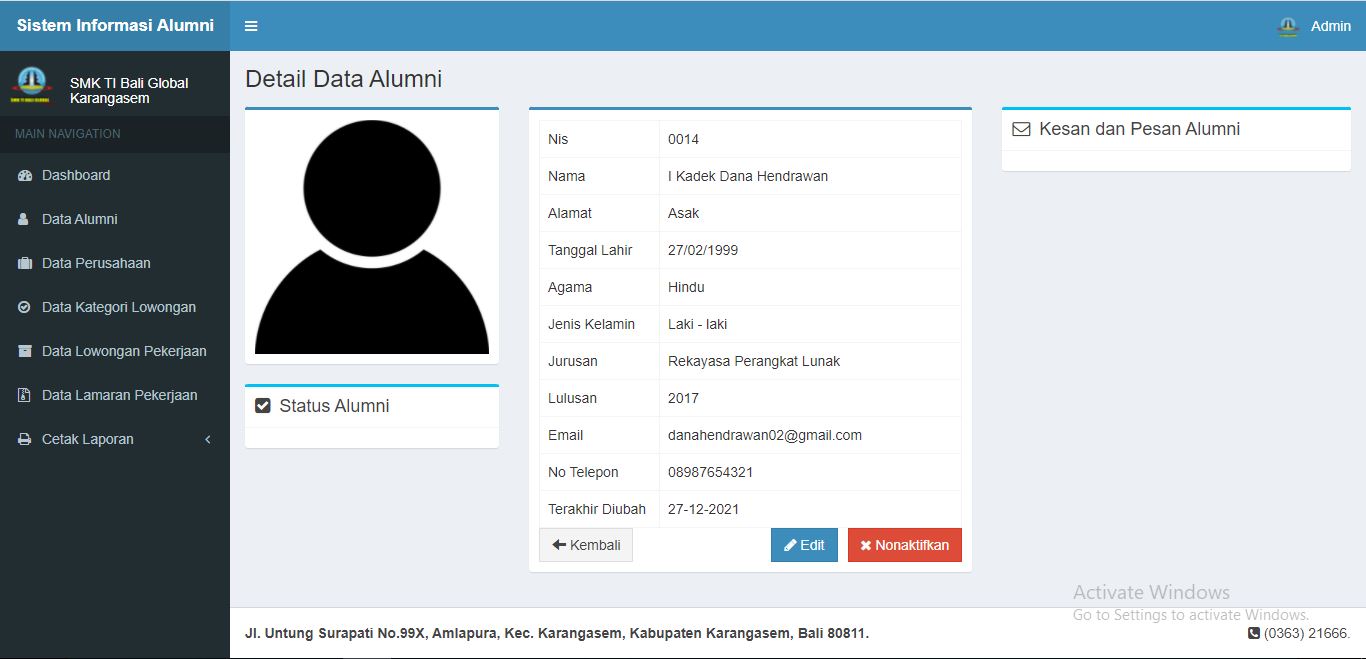 Sistem Informasi Alumni
Admin
SMK TI Bali Global
Karangasem
MAIN NAVIGATION
Dashboard
Data Alumni
Data Perusahaan
Data Kategori Lowongan
Data Lowongan Pekerjaan
Data Lamaran Pekerjaan
Cetak Laporan
Detail Data Alumni
Status Alumni
Nis 0014
Nama I Kadek Dana Hendrawan
Alamat Asak
Tanggal Lahir 27/02/1999
Agama Hindu
Jenis Kelamin Laki - laki
Jurusan Rekayasa Perangkat Lunak
Lulusan 2017
Email danahendrawan02@gmail.com
No Telepon 08987654321
Terakhir Diubah 27-12-2021
Kembali Edit Nonaktifkan
Kesan dan Pesan Alumni
Activate Windows
Go to Settings to activate Windows.
Jl. Untung Surapati No.99X, Amlapura, Kec. Karangasem, Kabupaten Karangasem, Bali 80811.
(0363) 21666.